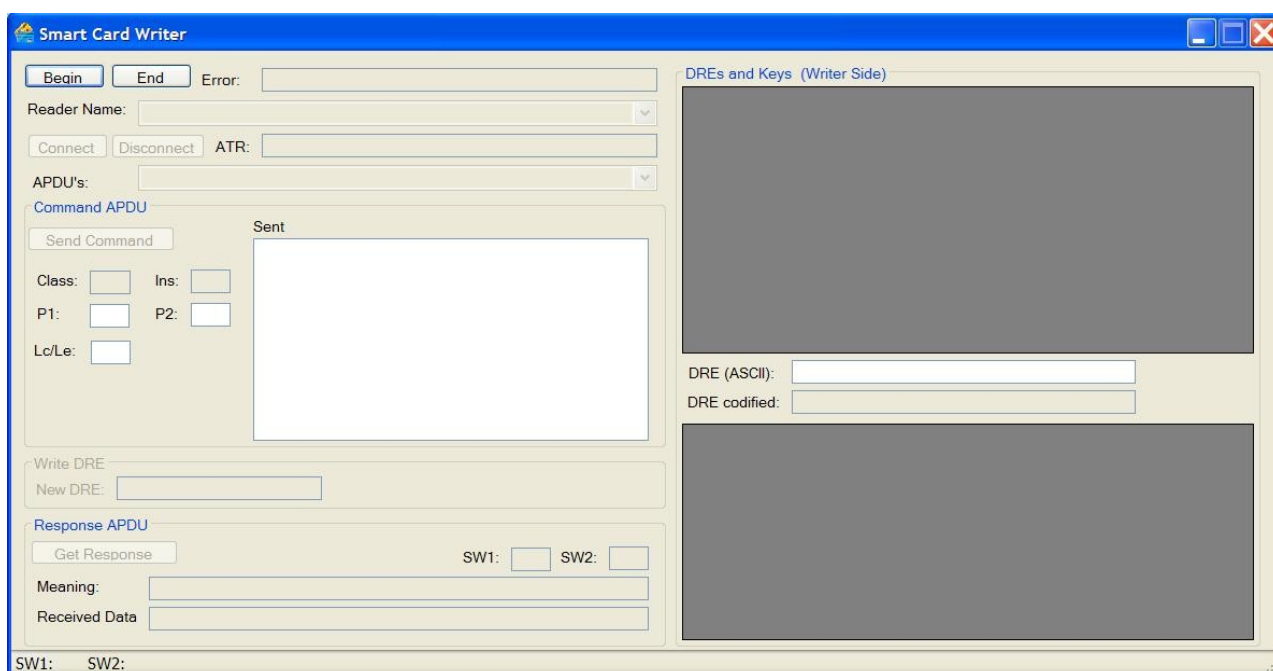 Smart Card Writer
Begin End Error:
Reader Name:
Connect Disconnect ATR:
APDU's:
Command APDU
Send Command
Sent
Class: Ins:
P1: P2:
Lc/Le:
Write DRE
New DRE:
Response APDU
Get Response SW1: SW2:
Meaning:
Received Data
DREs and Keys (Writer Side)
DRE (ASCII):
DRE codified:
SW1: SW2: